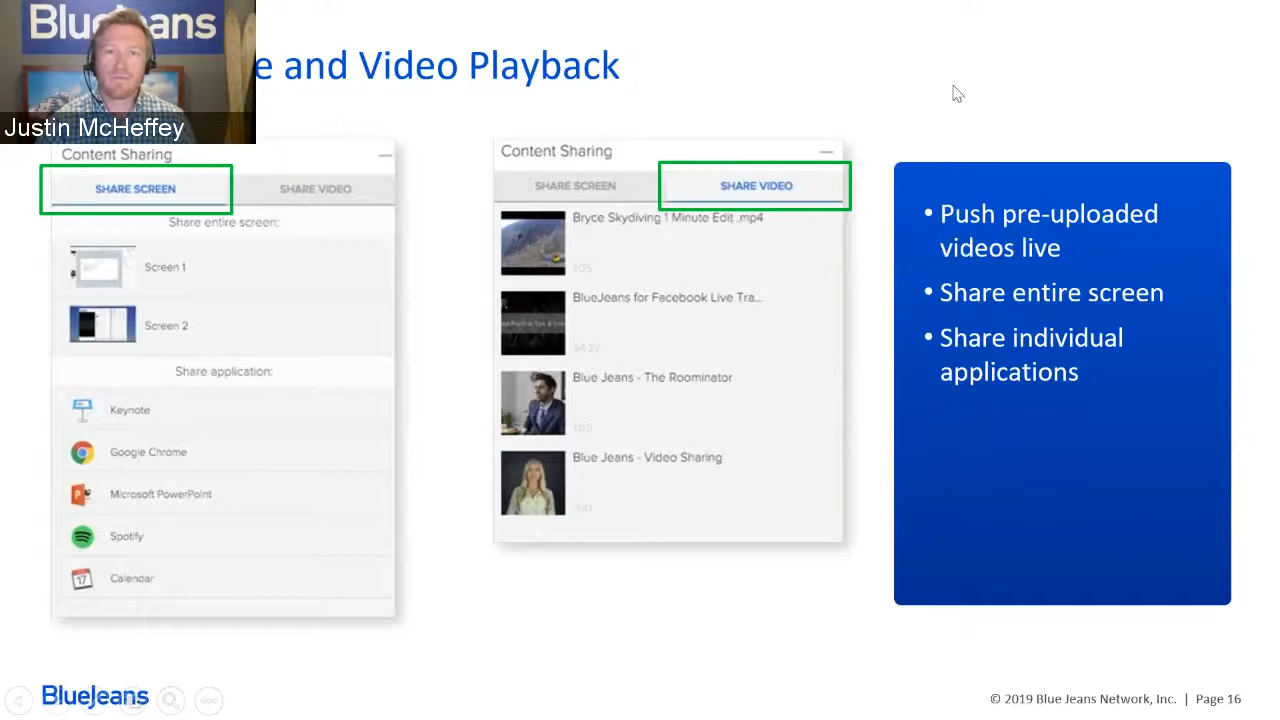 BlueJeans
Justin McHeffey
e and Video Playback
Content Sharing
SHARE SCREEN
SHARE VIDEO
Share entire screen:
Screen 1
Screen 2
Share application:
Keynote
Google Chrome
Microsoft PowerPoint
Spotify
Calendar
17
Content Sharing
SHARE SCREEN
SHARE VIDEO
Bryce Skydiving 1 Minute Edit .mp4
1:05
BlueJeans for Facebook Live Tra...
Blue Jeans - The Roominator
Blue Jeans - Video Sharing
• Push pre-uploaded
videos live
• Share entire screen
• Share individual
applications
BlueJeans
© 2019 Blue Jeans Network, Inc. | Page 16